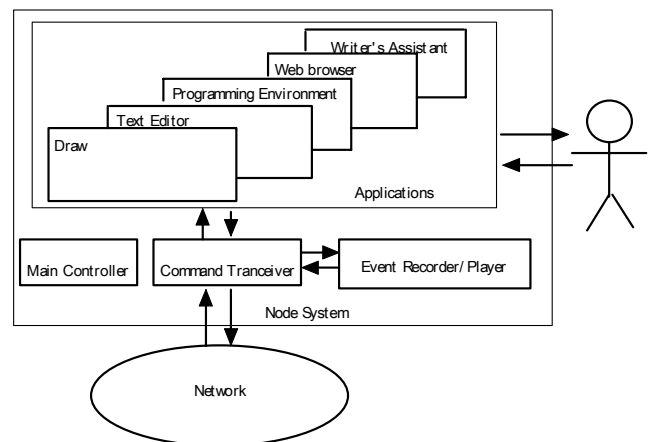 Writer's Assistant
Web browser
Programming Environment
Text Editor
Draw
Applications
Main Controller
Command Tranceiver
Event Recorder/ Player
Node System
Network